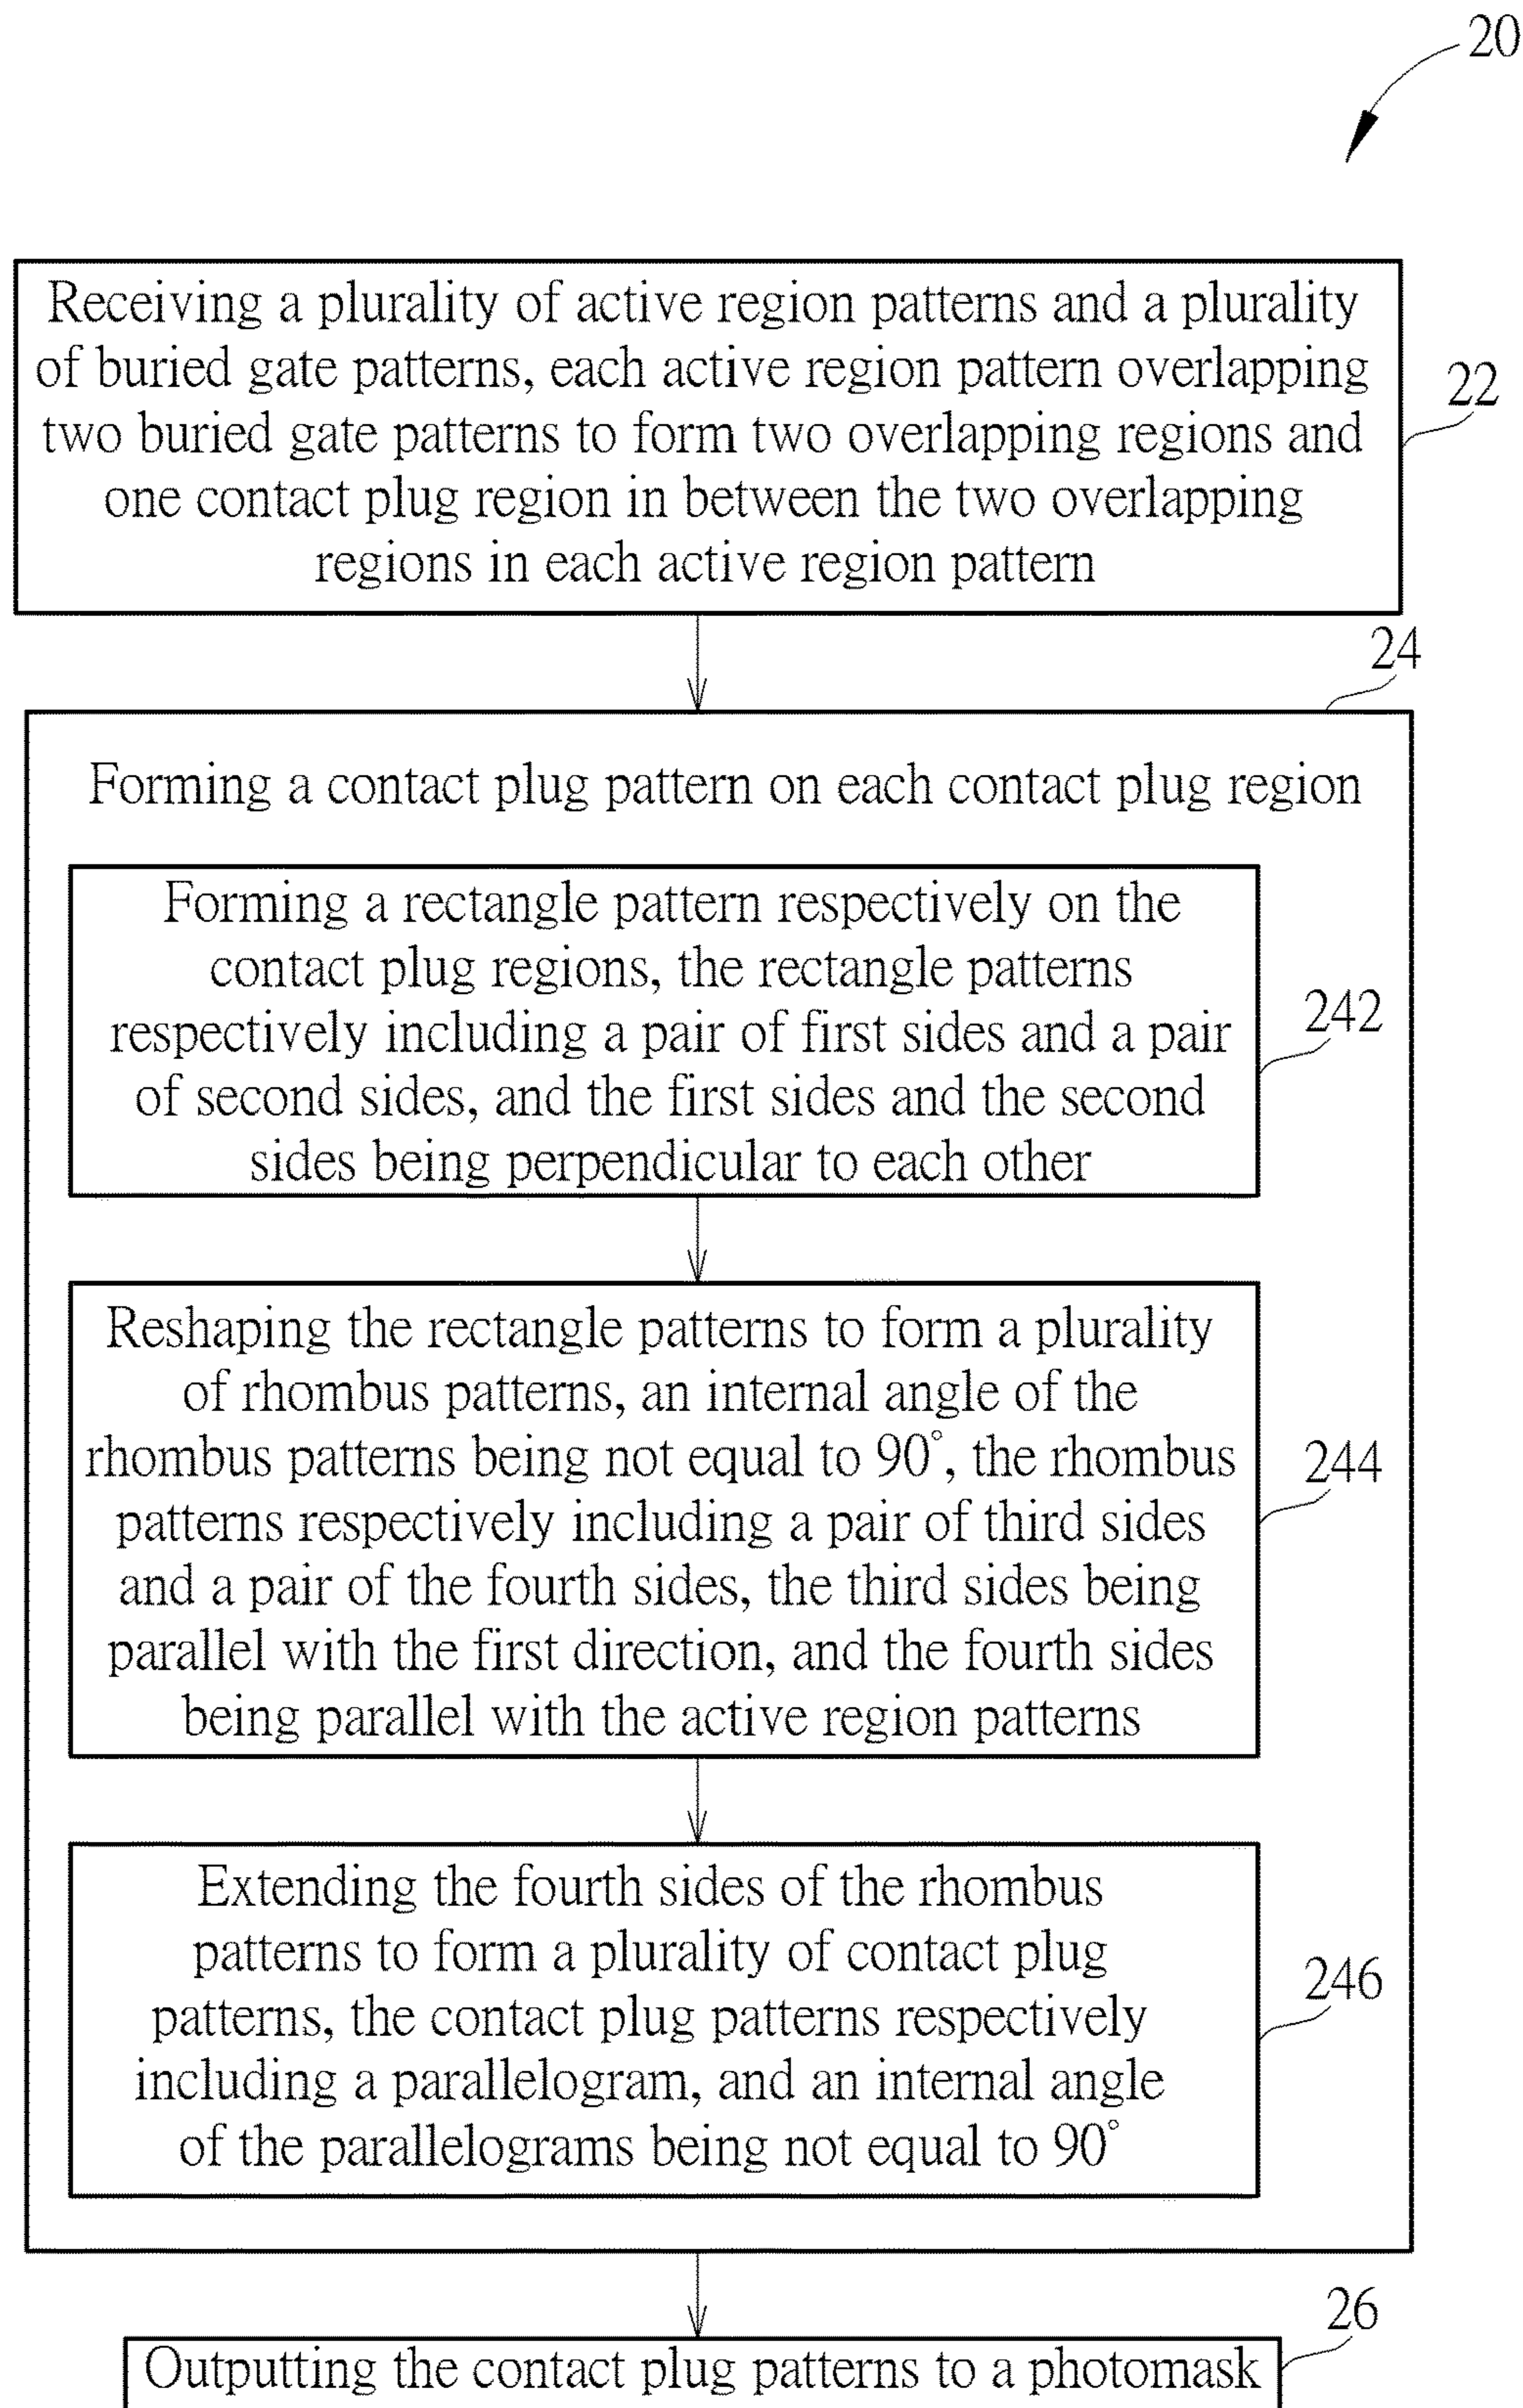 20
Receiving a plurality of active region patterns and a plurality
of buried gate patterns, each active region pattern overlapping
two buried gate patterns to form two overlapping regions and
one contact plug region in between the two overlapping
regions in each active region pattern
22
24
Forming a contact plug pattern on each contact plug region
Forming a rectangle pattern respectively on the
contact plug regions, the rectangle patterns
respectively including a pair of first sides and a pair
of second sides, and the first sides and the second
sides being perpendicular to each other
242
Reshaping the rectangle patterns to form a plurality
of rhombus patterns, an internal angle of the
rhombus patterns being not equal to 90°, the rhombus
patterns respectively including a pair of third sides
and a pair of the fourth sides, the third sides being
parallel with the first direction, and the fourth sides
being parallel with the active region patterns
244
Extending the fourth sides of the rhombus
patterns to form a plurality of contact plug
patterns, the contact plug patterns respectively
including a parallelogram, and an internal angle
of the parallelograms being not equal to 90°
246
26
Outputting the contact plug patterns to a photomask